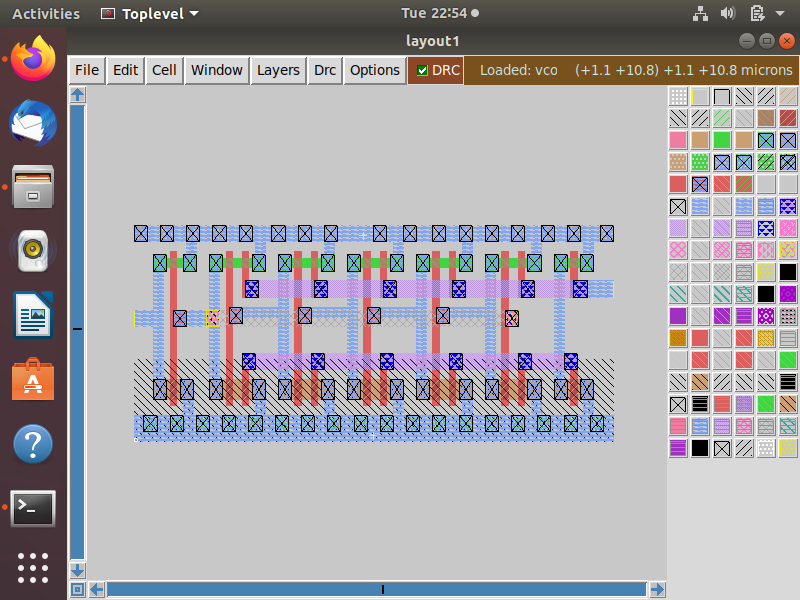 Activities Toplevel Tue 22:54
layout1
File Edit Cell Window Layers Drc Options DRC Loaded: vco (+1.1 +10.8) +1.1 +10.8 microns